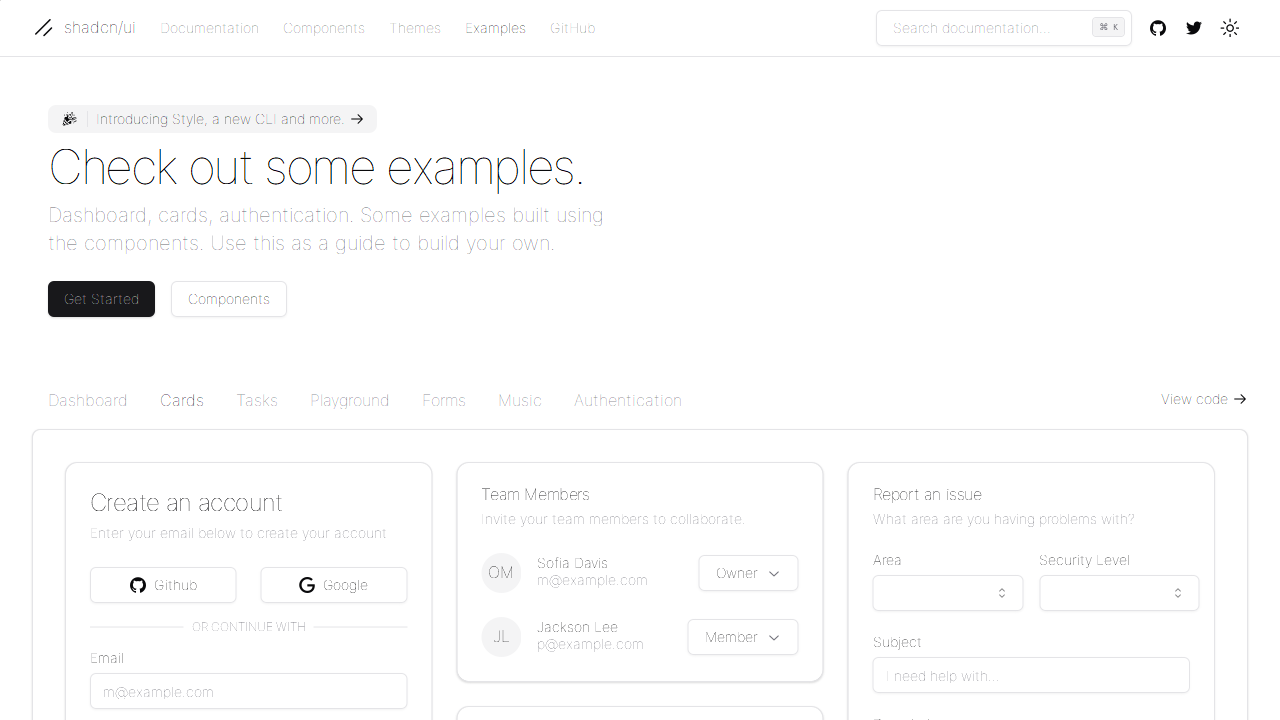 shadcn/ui Documentation Components Themes Examples GitHub Search documentation... ⌘ K
Introducing Style, a new CLI and more.
Check out some examples.
Dashboard, cards, authentication. Some examples built using
the components. Use this as a guide to build your own.
Get Started Components
Dashboard Cards Tasks Playground Forms Music Authentication View code
Create an account
Enter your email below to create your account
Github Google
OR CONTINUE WITH
Email
m@example.com
Team Members
Invite your team members to collaborate.
OM Sofia Davis
m@example.com
Owner
JL Jackson Lee
p@example.com
Member
Report an issue
What area are you having problems with?
Area Security Level
Subject
I need help with...